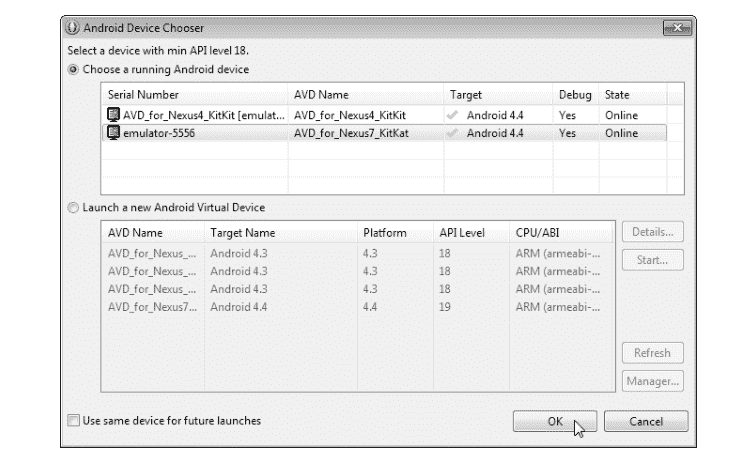 Android Device Chooser
Select a device with min API level 18.
Choose a running Android device
Serial Number AVD Name Target Debug State
AVD_for_Nexus4_KitKi [emulat... AVD_for_Nexus4_KitKi Android 4.4 Yes Online
emulator-5556 AVD_for_Nexus7_KitKat Android 4.4 Yes Online
Launch a new Android Virtual Device
AVD Name Target Name Platform API Level CPU/ABI Details...
AVD_for_Nexus_... Android 4.3 4.3 18 ARM (armeabi-...
AVD_for_Nexus_... Android 4.3 4.3 18 ARM (armeabi-... Start...
AVD_for_Nexus_... Android 4.3 4.3 18 ARM (armeabi-...
AVD_for_Nexus7... Android 4.4 4.4 19 ARM (armeabi-...
Refresh
Manager...
Use same device for future launches OK Cancel